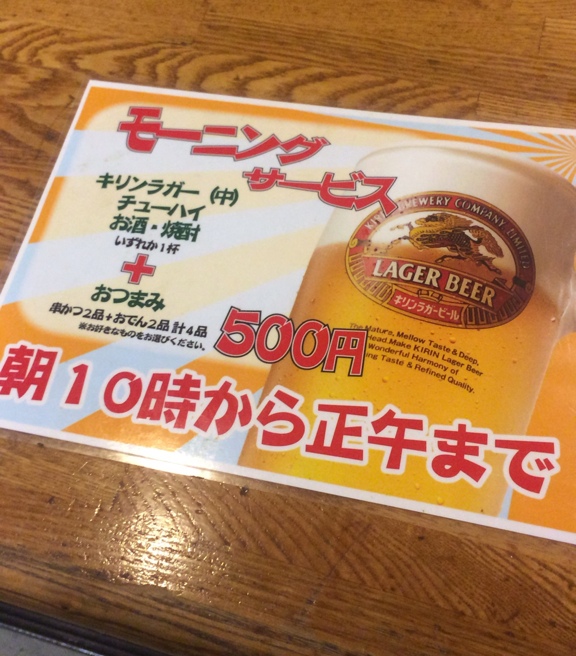 モーニング
サービス
キリンラガー(中)
チューハイ
お酒・焼酎
いずれか1杯
+
おつまみ
串かつ2品+おでん2品 計4品
※お好きなものをお選びください。
500円
朝10時から正午まで
BREWERY COMPANY LIMITED
LAGER BEER
キリンラガービール
The Mature, Mellow Taste & Deep,
Head Make KIRIN Lager Beer
Wonderful Harmony of
Taste & Refined Quality.